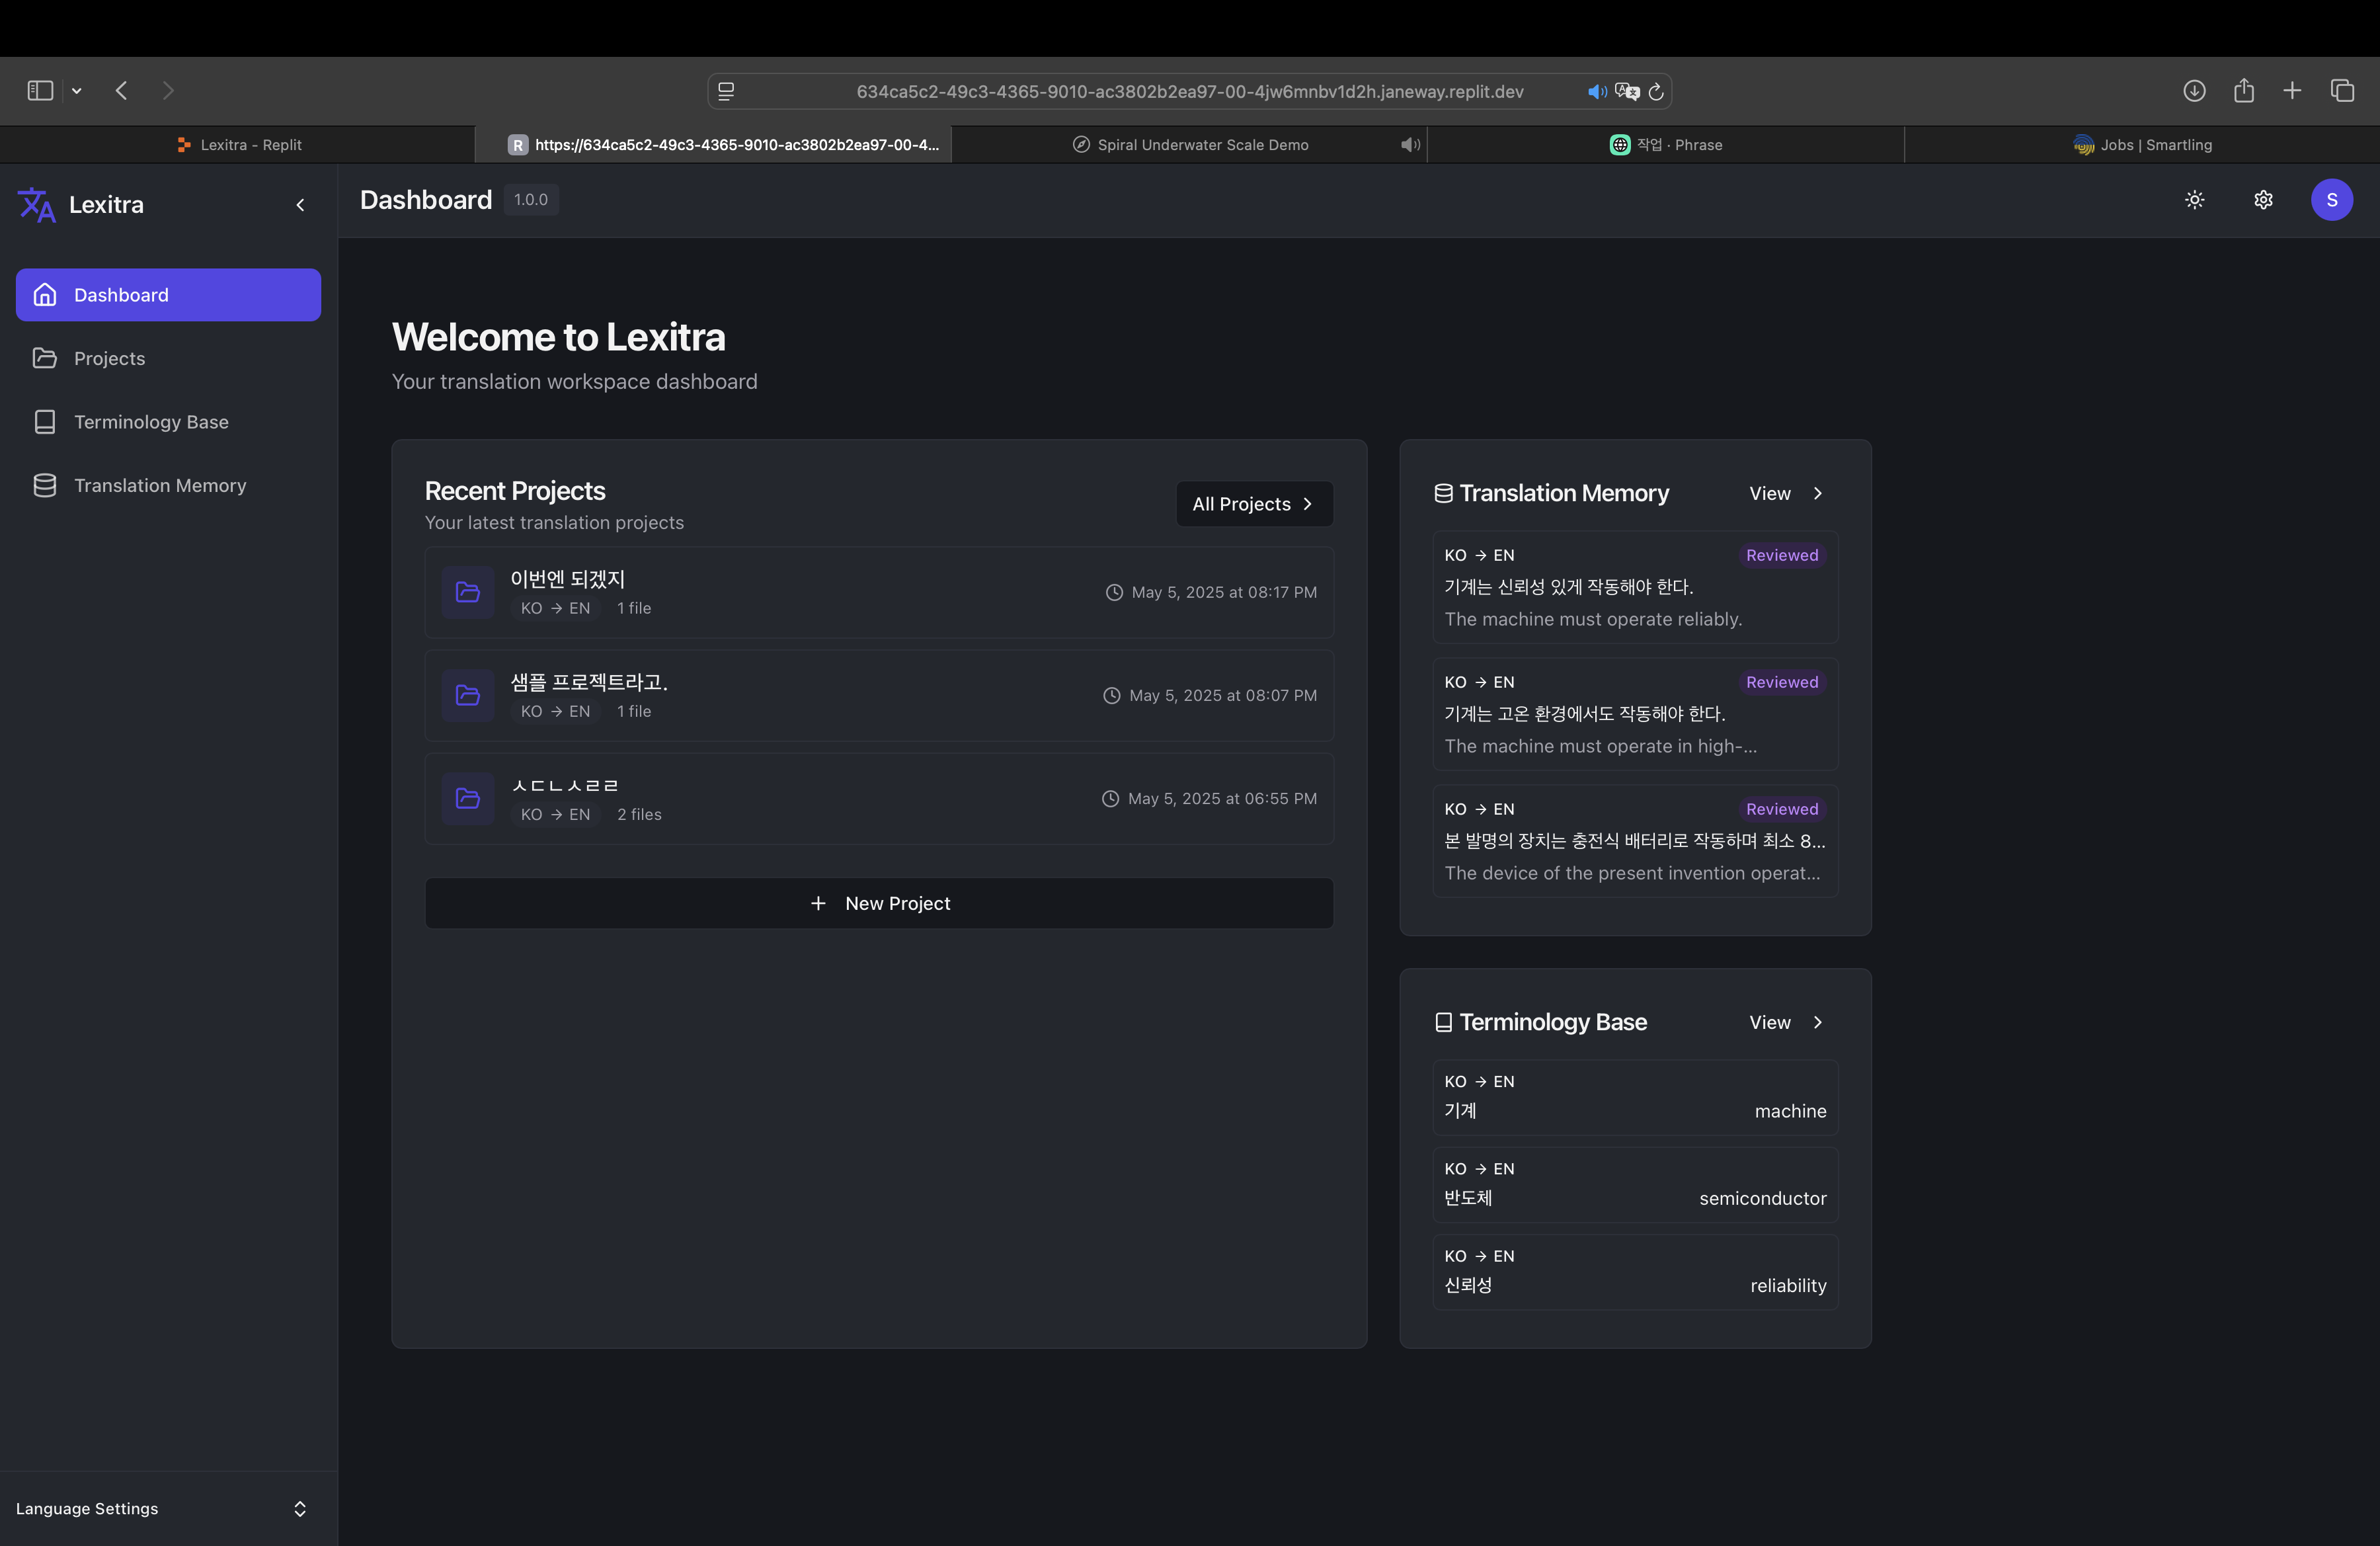 634ca5c2-49c3-4365-9010-ac3802b2ea97-00-4jw6mnbv1d2h.janeway.replit.dev
Lexitra - Replit
R https://634ca5c2-49c3-4365-9010-ac3802b2ea97-00-4...
Spiral Underwater Scale Demo
작업 · Phrase
Jobs | Smartling
Lexitra
Dashboard 1.0.0
S
Dashboard
Projects
Terminology Base
Translation Memory
Welcome to Lexitra
Your translation workspace dashboard
Recent Projects
Your latest translation projects
All Projects
이번엔 되겠지
KO → EN 1 file
May 5, 2025 at 08:17 PM
샘플 프로젝트라고.
KO → EN 1 file
May 5, 2025 at 08:07 PM
ㅅㄷㄴㅅㄹㄹ
KO → EN 2 files
May 5, 2025 at 06:55 PM
+ New Project
Translation Memory View
KO → EN Reviewed
기계는 신뢰성 있게 작동해야 한다.
The machine must operate reliably.
KO → EN Reviewed
기계는 고온 환경에서도 작동해야 한다.
The machine must operate in high-...
KO → EN Reviewed
본 발명의 장치는 충전식 배터리로 작동하며 최소 8...
The device of the present invention operat...
Terminology Base View
KO → EN
기계 machine
KO → EN
반도체 semiconductor
KO → EN
신뢰성 reliability
Language Settings